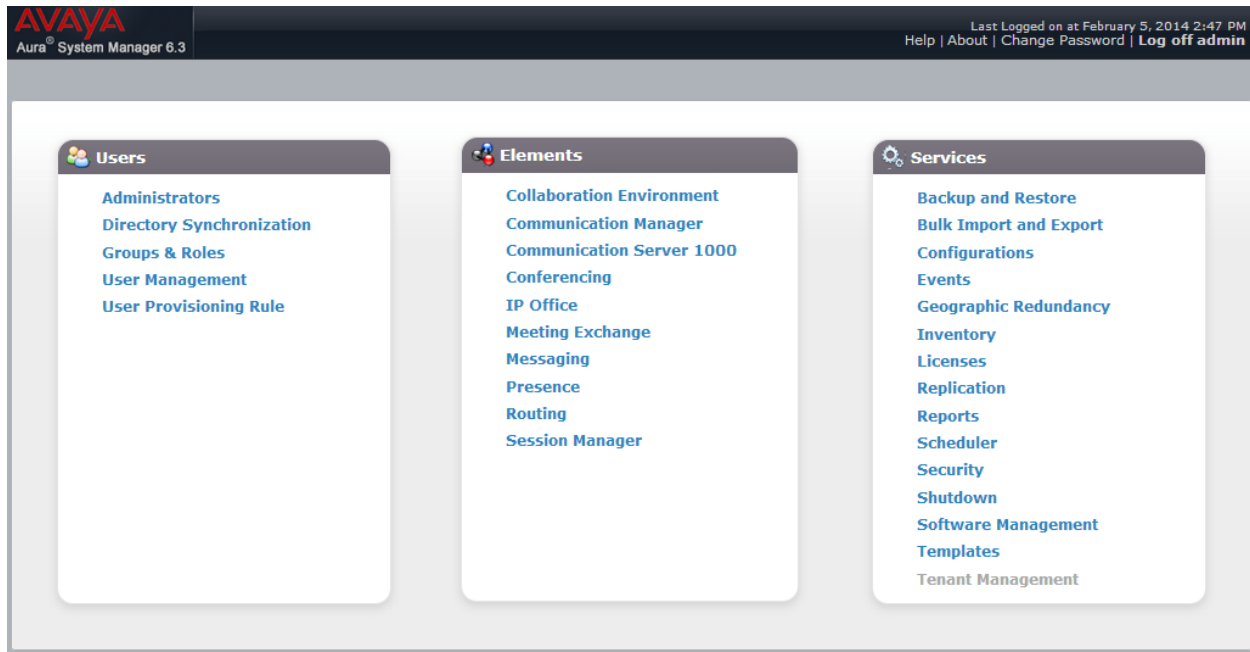 AVAYA
Aura® System Manager 6.3
Last Logged on at February 5, 2014 2:47 PM
Help | About | Change Password | Log off admin
Users
Administrators
Directory Synchronization
Groups & Roles
User Management
User Provisioning Rule
Elements
Collaboration Environment
Communication Manager
Communication Server 1000
Conferencing
IP Office
Meeting Exchange
Messaging
Presence
Routing
Session Manager
Services
Backup and Restore
Bulk Import and Export
Configurations
Events
Geographic Redundancy
Inventory
Licenses
Replication
Reports
Scheduler
Security
Shutdown
Software Management
Templates
Tenant Management